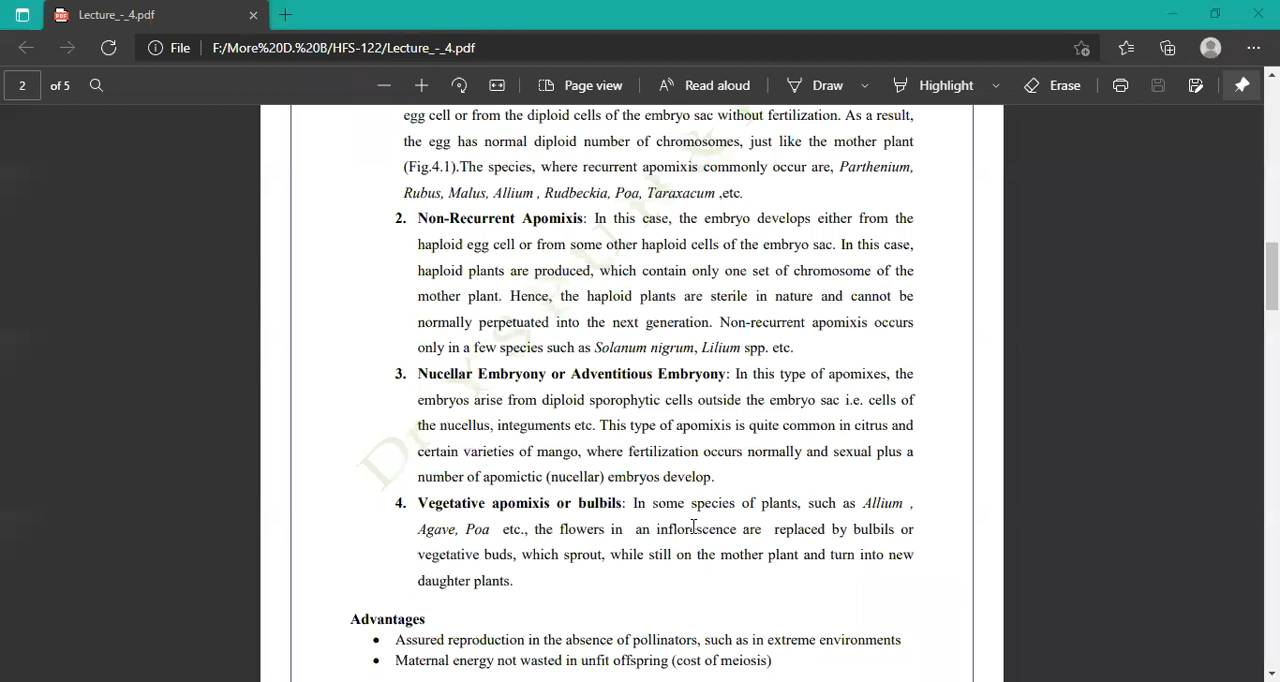 Lecture_-_4.pdf
File F:/More%20D.%20B/HFS-122/Lecture_-_4.pdf
2 of 5 Page view Read aloud Draw Highlight Erase
egg cell or from the diploid cells of the embryo sac without fertilization. As a result,
the egg has normal diploid number of chromosomes, just like the mother plant
(Fig.4.1).The species, where recurrent apomixis commonly occur are, Parthenium,
Rubus, Malus, Allium , Rudbeckia, Poa, Taraxacum ,etc.
2. Non-Recurrent Apomixis: In this case, the embryo develops either from the
haploid egg cell or from some other haploid cells of the embryo sac. In this case,
haploid plants are produced, which contain only one set of chromosome of the
mother plant. Hence, the haploid plants are sterile in nature and cannot be
normally perpetuated into the next generation. Non-recurrent apomixis occurs
only in a few species such as Solanum nigrum, Lilium spp. etc.
3. Nucellar Embryony or Adventitious Embryony: In this type of apomixes, the
embryos arise from diploid sporophytic cells outside the embryo sac i.e. cells of
the nucellus, integuments etc. This type of apomixis is quite common in citrus and
certain varieties of mango, where fertilization occurs normally and sexual plus a
number of apomictic (nucellar) embryos develop.
4. Vegetative apomixis or bulbils: In some species of plants, such as Allium ,
Agave, Poa etc., the flowers in an infloriscence are replaced by bulbils or
vegetative buds, which sprout, while still on the mother plant and turn into new
daughter plants.
Advantages
• Assured reproduction in the absence of pollinators, such as in extreme environments
• Maternal energy not wasted in unfit offspring (cost of meiosis)